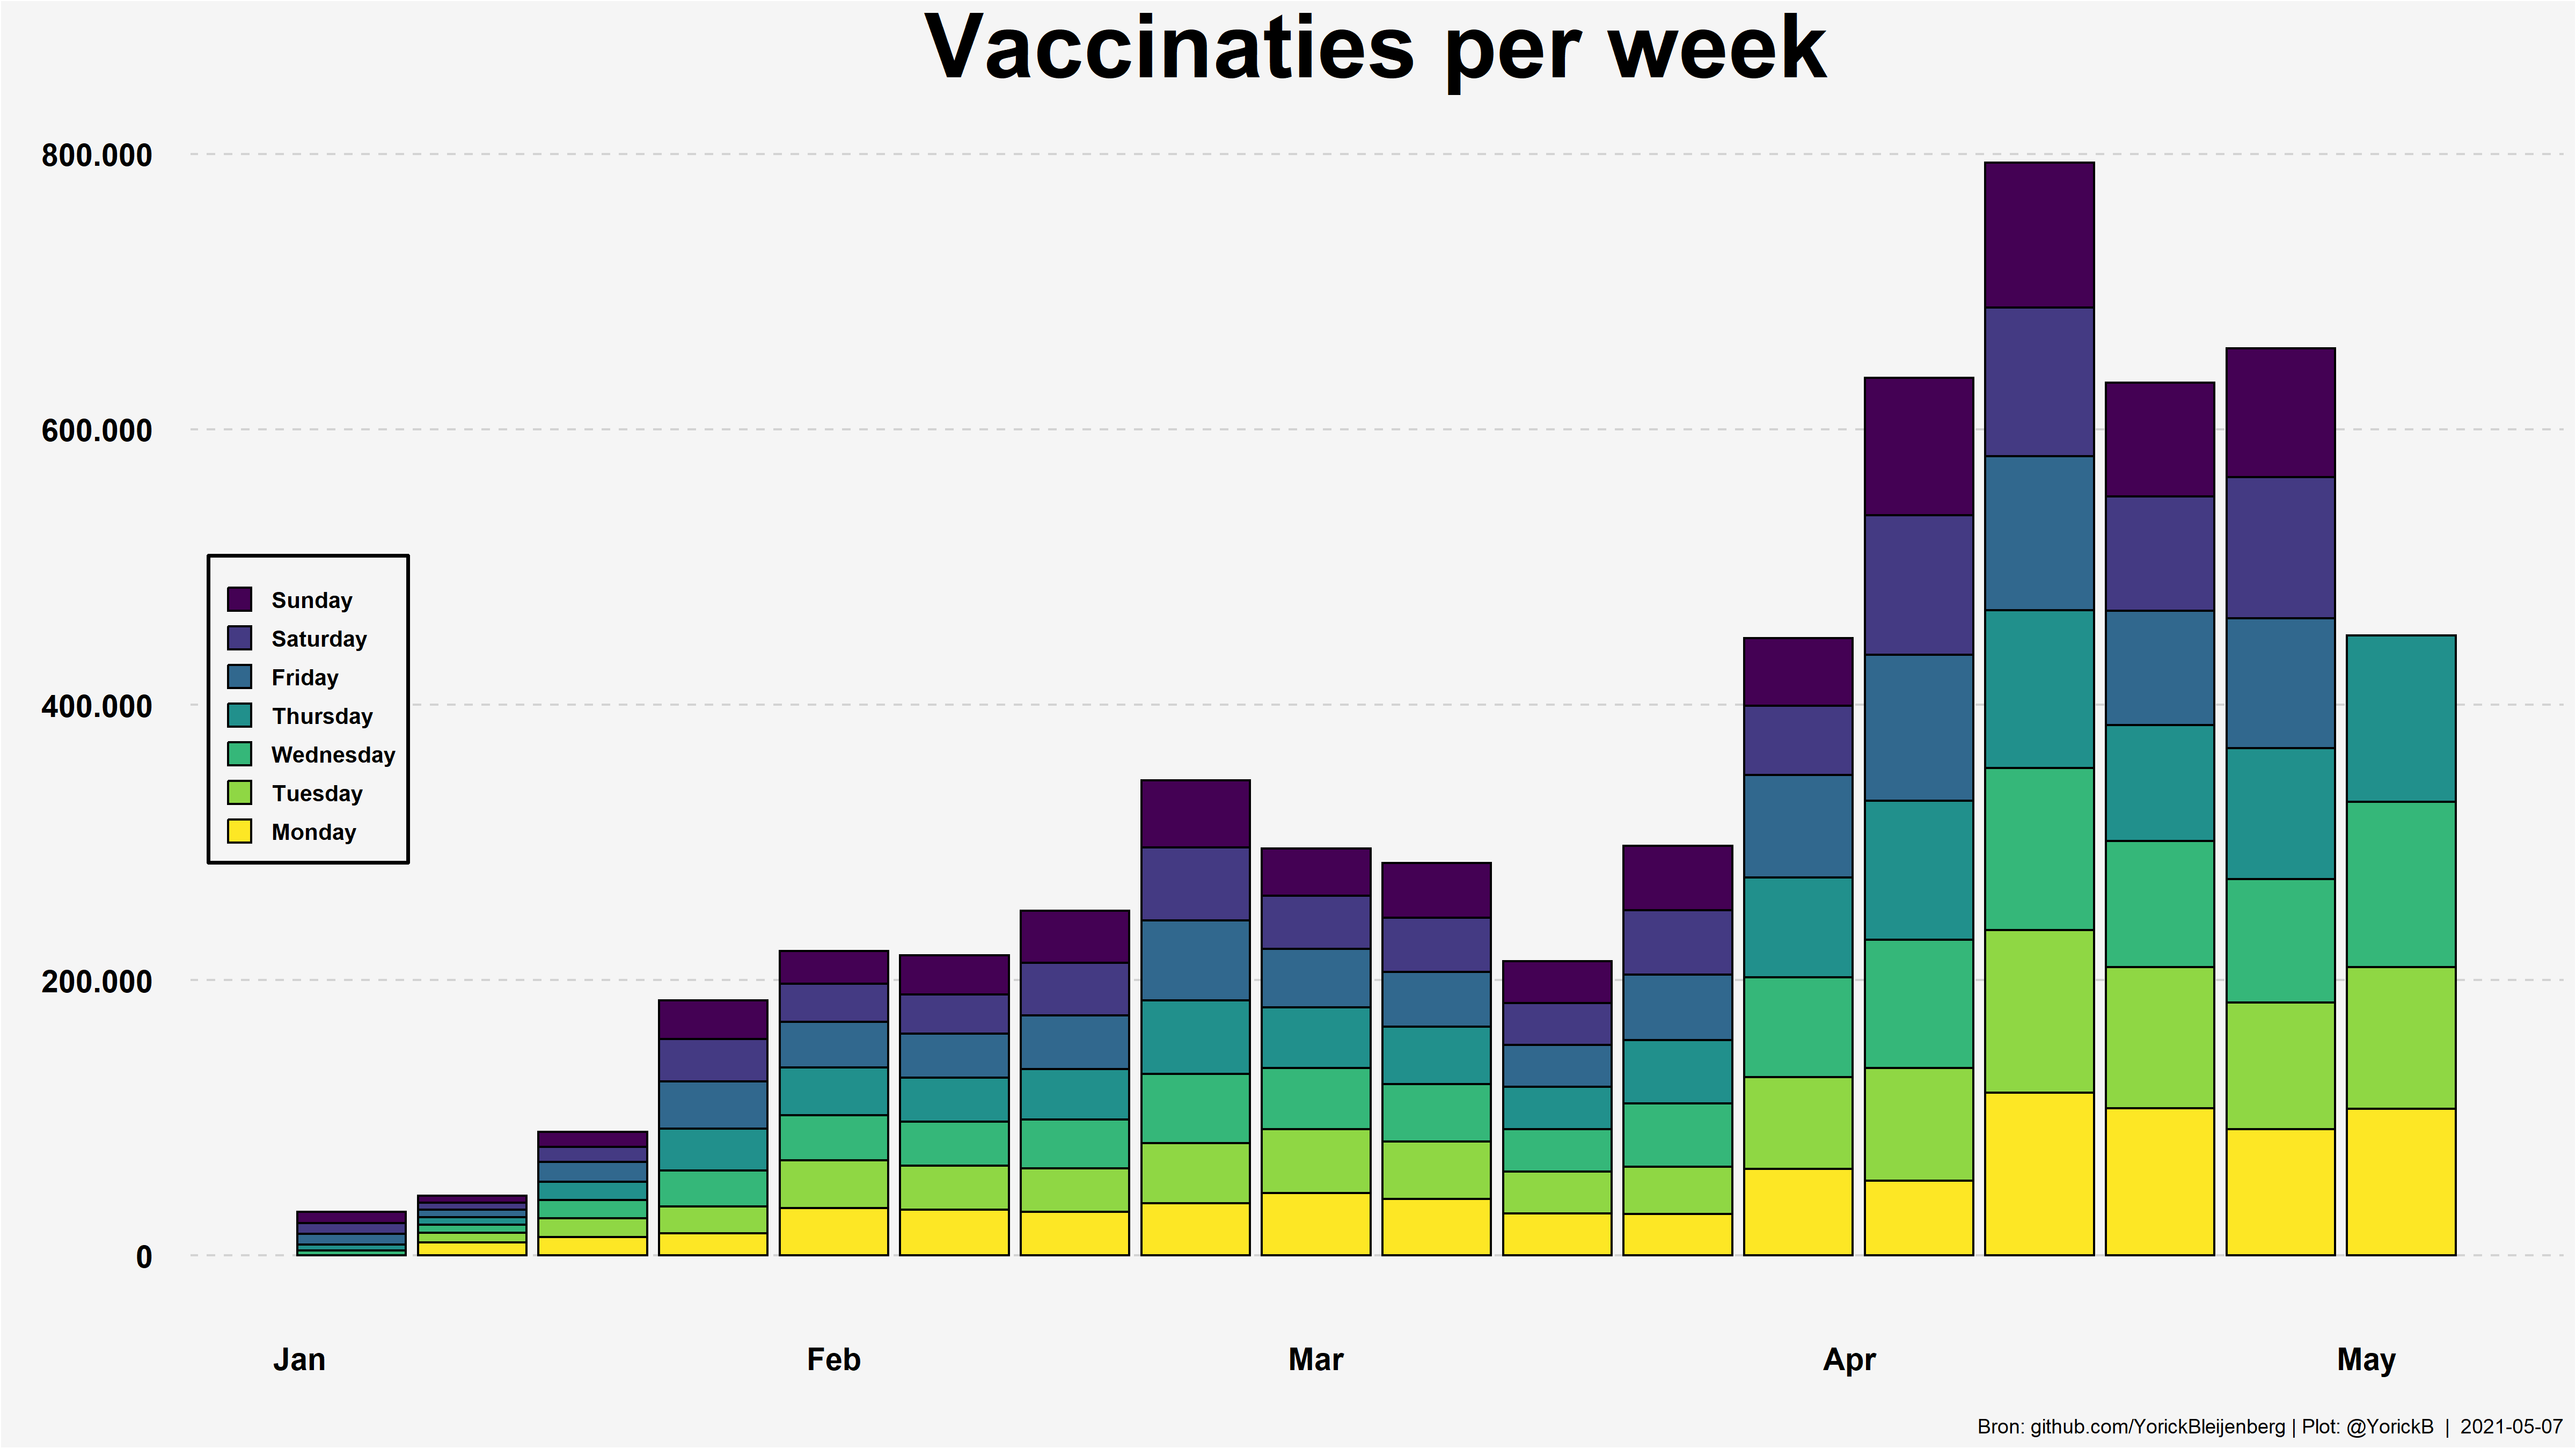 Vaccinaties per week
800.000
600.000
400.000
200.000
0
Sunday
Saturday
Friday
Thursday
Wednesday
Tuesday
Monday
Jan Feb Mar Apr May
Bron: github.com/YorickBleijenberg | Plot: @YorickB | 2021-05-07